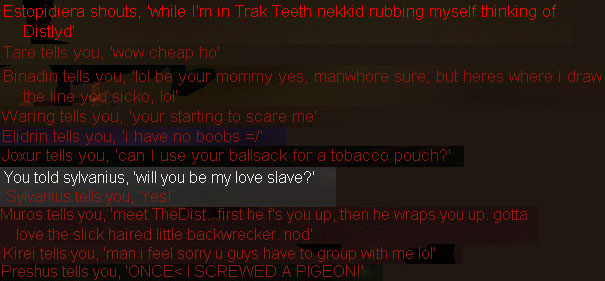 Estopidiera shouts, 'while I'm in Trak Teeth nekkid rubbing myself thinking of
Distlyd'
Tare tells you, 'wow cheap ho'
Binadin tells you, 'lol be your mommy yes, manwhore sure, but heres where i draw
the line you sicko, lol'
Waring tells you, 'your starting to scare me'
Elidrin tells you, 'i have no boobs =/'
Joxur tells you, 'can I use your ballsack for a tobacco pouch?'
You told sylvanius, 'will you be my love slave?'
Sylvanius tells you, 'Yes!'
Muros tells you, 'meet TheDist...first he f's you up, then he wraps you up. gotta
love the slick haired little backwrecker. nod'
Kirei tells you, 'man i feel sorry u guys have to group with me lol'
Preshus tells you, 'ONCE< I SCREWED A PIGEON!'